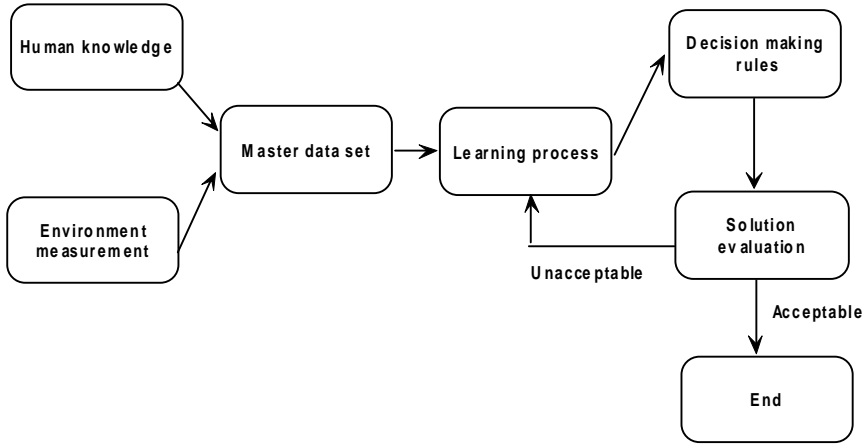 Human knowledge
Environment
measurement
Master data set
Learning process
Decision making
rules
Solution
evaluation
Unacceptable
Acceptable
End